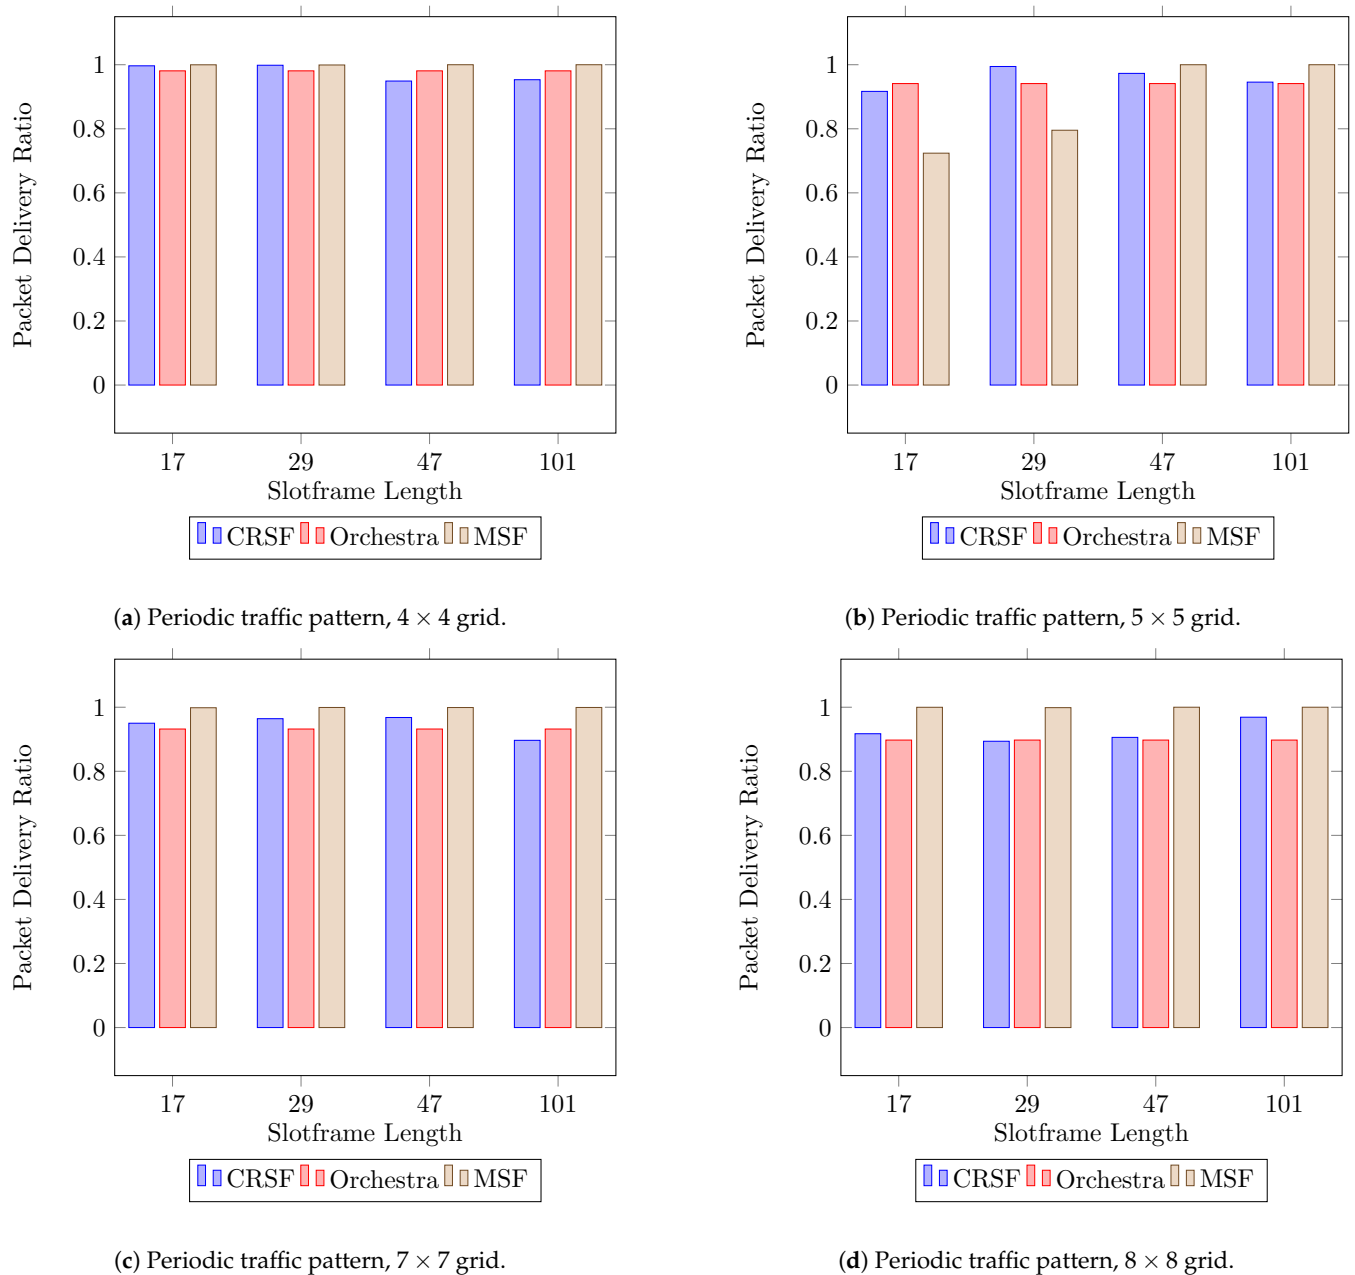 Packet Delivery Ratio
1
0.8
0.6
0.4
0.2
0
17 29 47 101
Slotframe Length
CRSF Orchestra MSF
(a) Periodic traffic pattern, 4 × 4 grid.
Packet Delivery Ratio
1
0.8
0.6
0.4
0.2
0
17 29 47 101
Slotframe Length
CRSF Orchestra MSF
(b) Periodic traffic pattern, 5 × 5 grid.
Packet Delivery Ratio
1
0.8
0.6
0.4
0.2
0
17 29 47 101
Slotframe Length
CRSF Orchestra MSF
(c) Periodic traffic pattern, 7 × 7 grid.
Packet Delivery Ratio
1
0.8
0.6
0.4
0.2
0
17 29 47 101
Slotframe Length
CRSF Orchestra MSF
(d) Periodic traffic pattern, 8 × 8 grid.